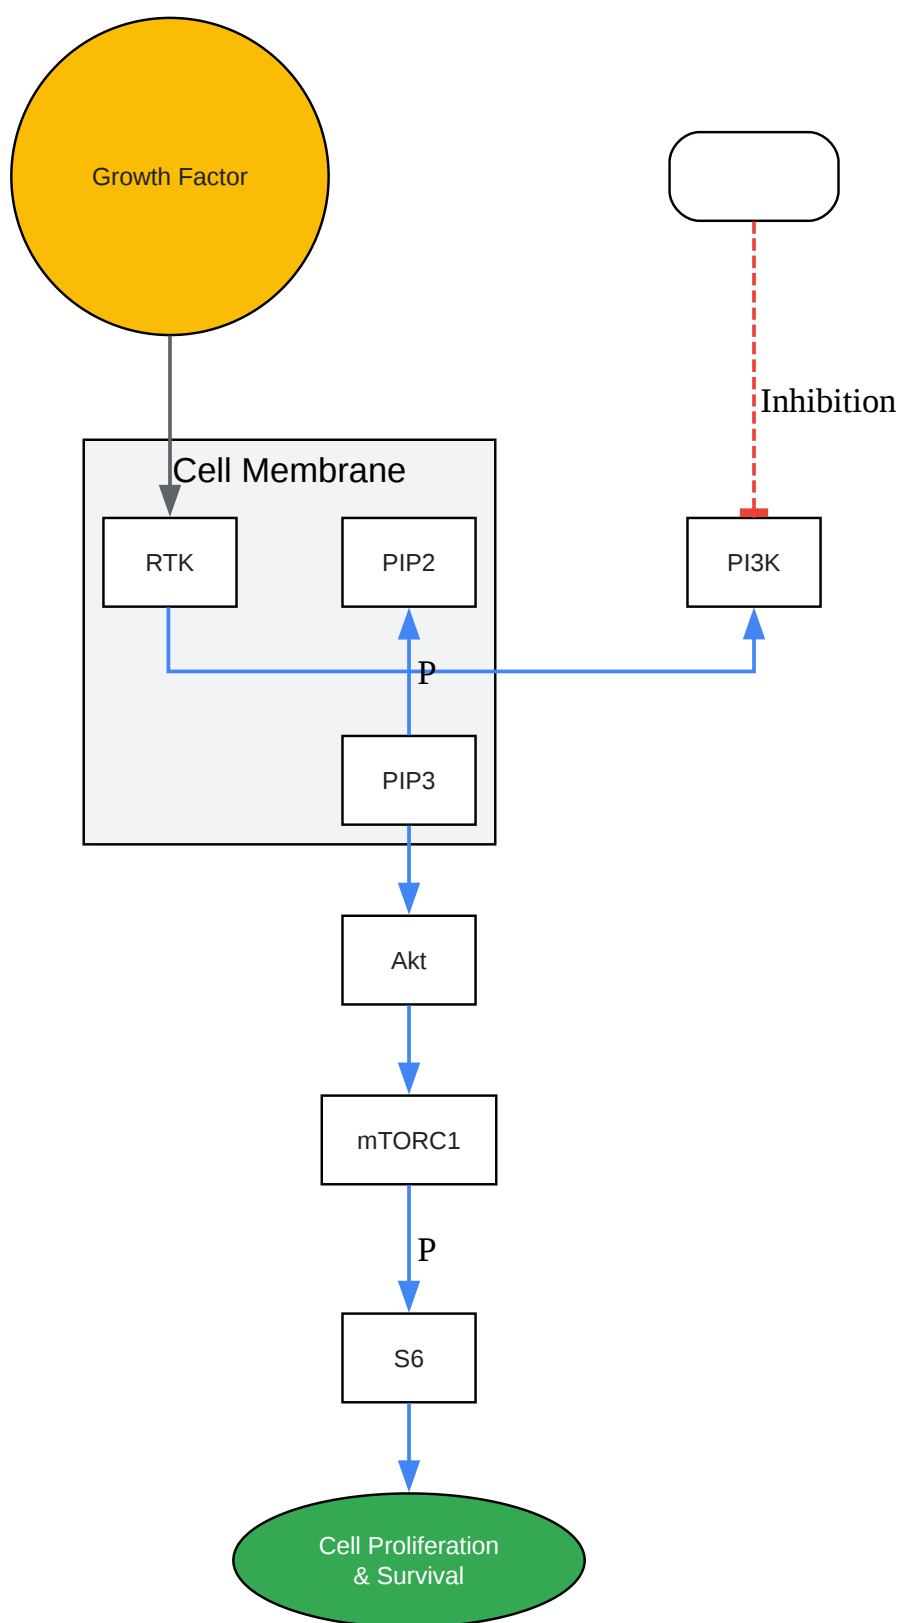 Growth Factor
Inhibition
Cell Membrane
RTK
PIP2
PI3K
P
PIP3
Akt
mTORC1
P
S6
Cell Proliferation
& Survival